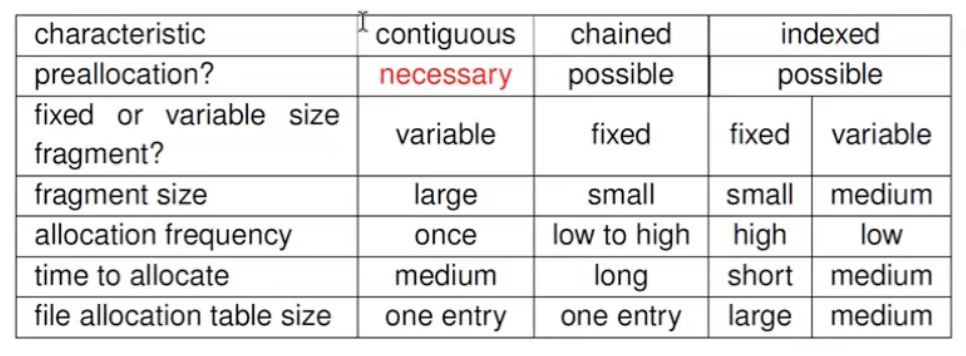 characteristic contiguous chained indexed
preallocation? necessary possible possible
fixed or variable size
fragment? variable fixed fixed variable
fragment size large small small medium
allocation frequency once low to high high low
time to allocate medium long short medium
file allocation table size one entry one entry large medium